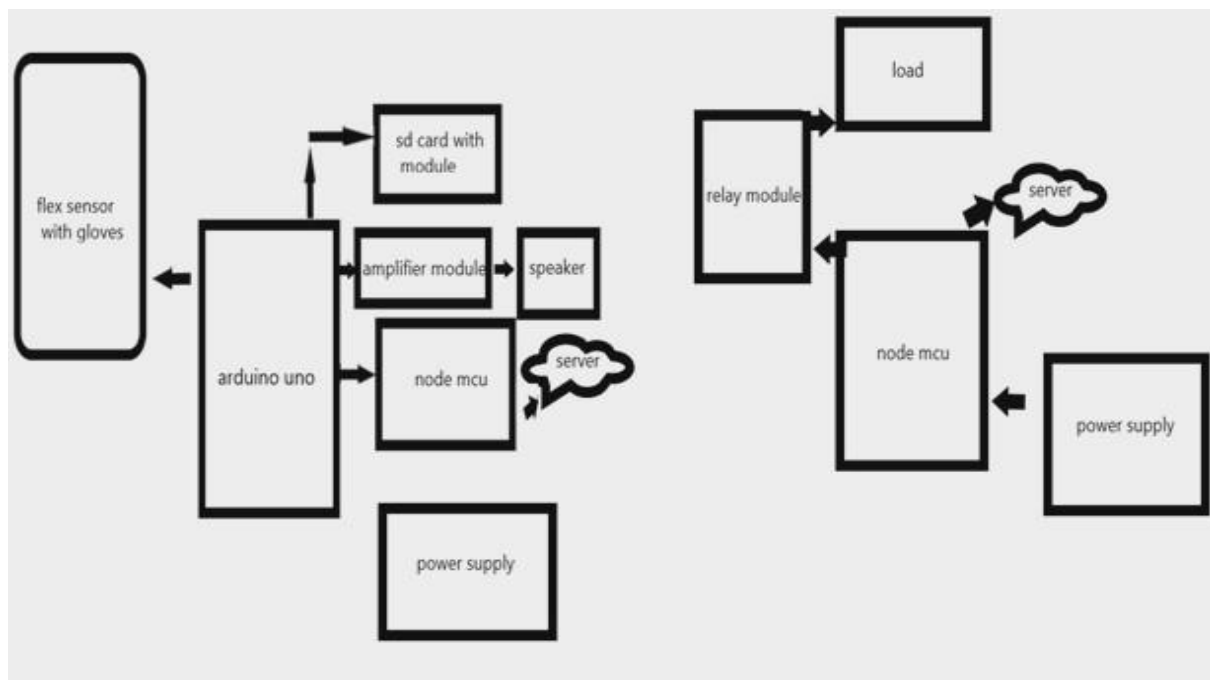 flex sensor
with gloves
arduino uno
sd card with
module
amplifier module
speaker
node mcu
server
power supply
relay module
load
node mcu
server
power supply